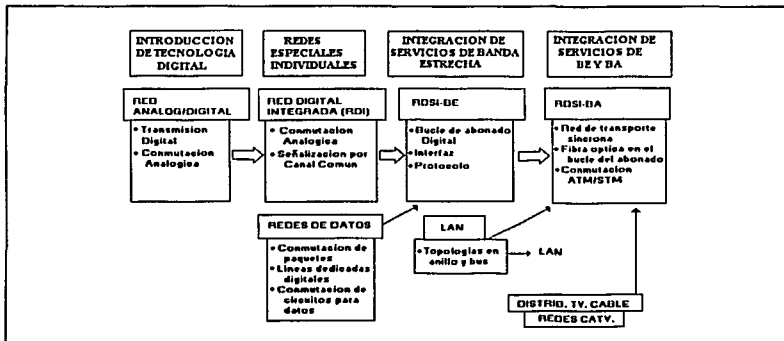 INTRODUCCION
DE TECNOLOGIA
DIGITAL
REDES
ESPECIALES
INDIVIDUALES
INTEGRACION DE
SERVICIOS DE BANDA
ESTRECHA
INTEGRACION DE
SERVICIOS DE
BE Y BA
RED
ANALOG/DIGITAL
• Transmision
Digital
• Conmutacion
Analogica
RED DIGITAL
INTEGRADA (RDI)
• Conmutacion
Analogica
• Señalizacion por
Canal Comun
RDSI-BE
• Bucle de abonado
Digital
• Interfaz
• Protocolo
RDSI-BA
• Red de transporte
sincrona
• Fibra optica en el
bucle del abonado
• Conmutacion
ATM/STM
REDES DE DATOS
• Conmutacion de
paquetes
• Lineas dedicadas
digitales
• Conmutacion de
circuitos para
datos
LAN
• Topologias en
anillo y bus
LAN
DISTRIB. TV. CABLE
REDES CATV.